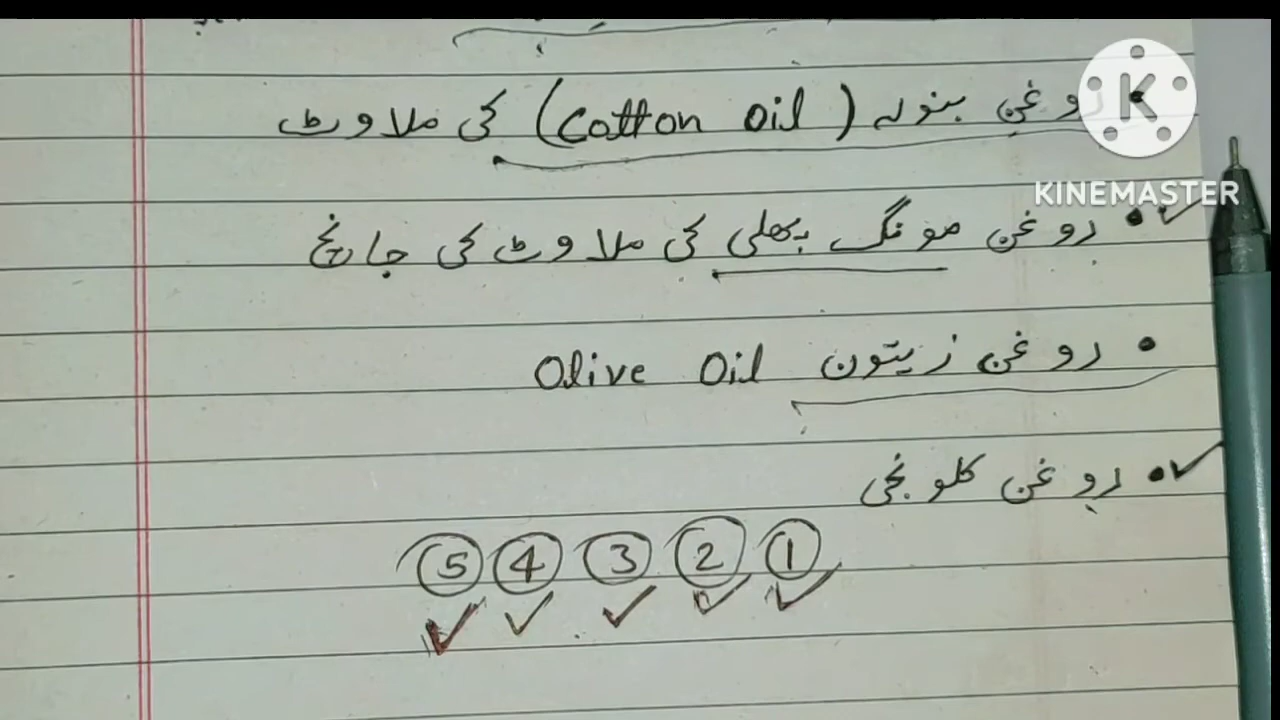 روغن بنولہ (Cotton Oil) کی ملاوٹ
KINEMASTER
• روغن مونگ پھلی کی ملاوٹ کی جانچ
• روغن زیتون Olive Oil
• روغن کلونجی
① ② ③ ④ ⑤